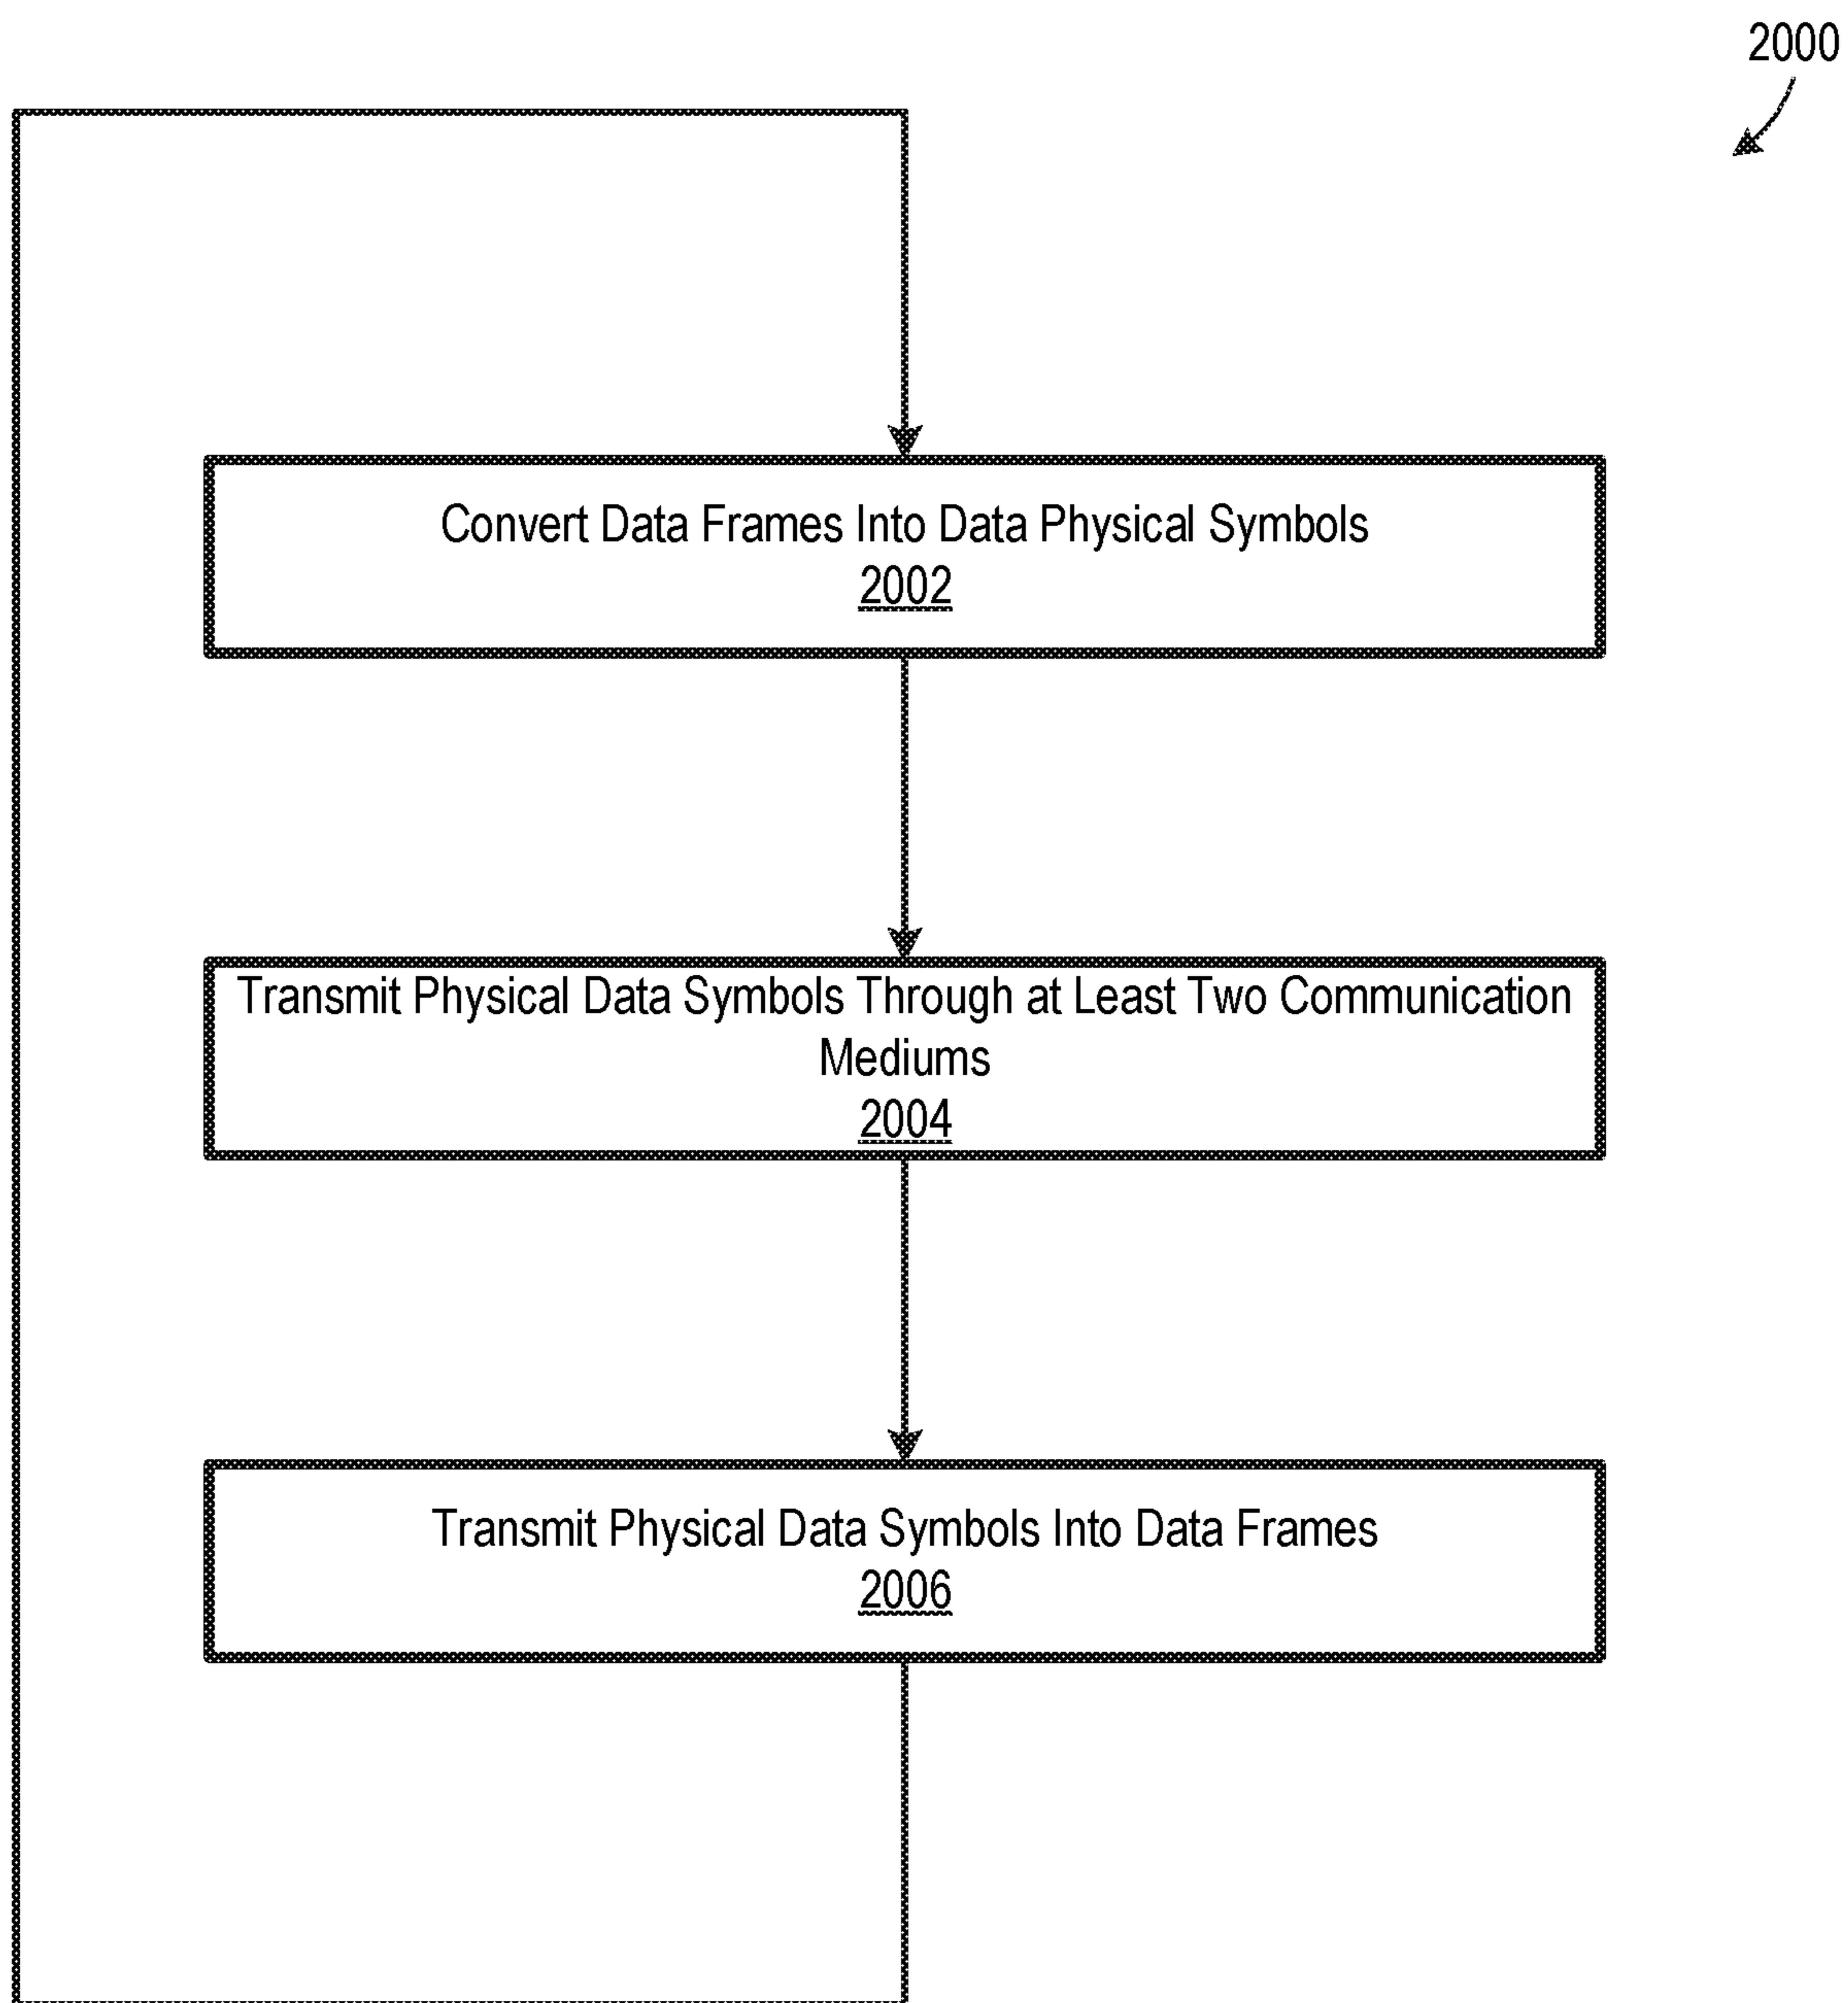 2000
Convert Data Frames Into Data Physical Symbols
2002
Transmit Physical Data Symbols Through at Least Two Communication
Mediums
2004
Transmit Physical Data Symbols Into Data Frames
2006